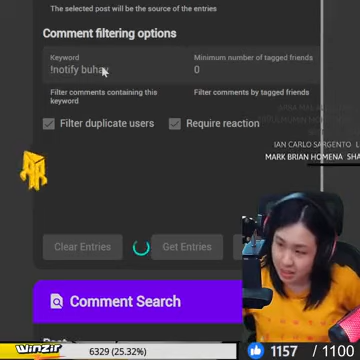 The selected post will be the source of the entries
Comment filtering options
Keyword
!notify buhay
Minimum number of tagged friends
0
Filter comments containing this
keyword
Filter comments by tagged friends
Filter duplicate users
Require reaction
IAN CARLO SARGENTO
MARK BRIAN HOMENA SHA
Clear Entries
Get Entries
Comment Search
WINZIR
6329 (25.32%)
1157 / 1100